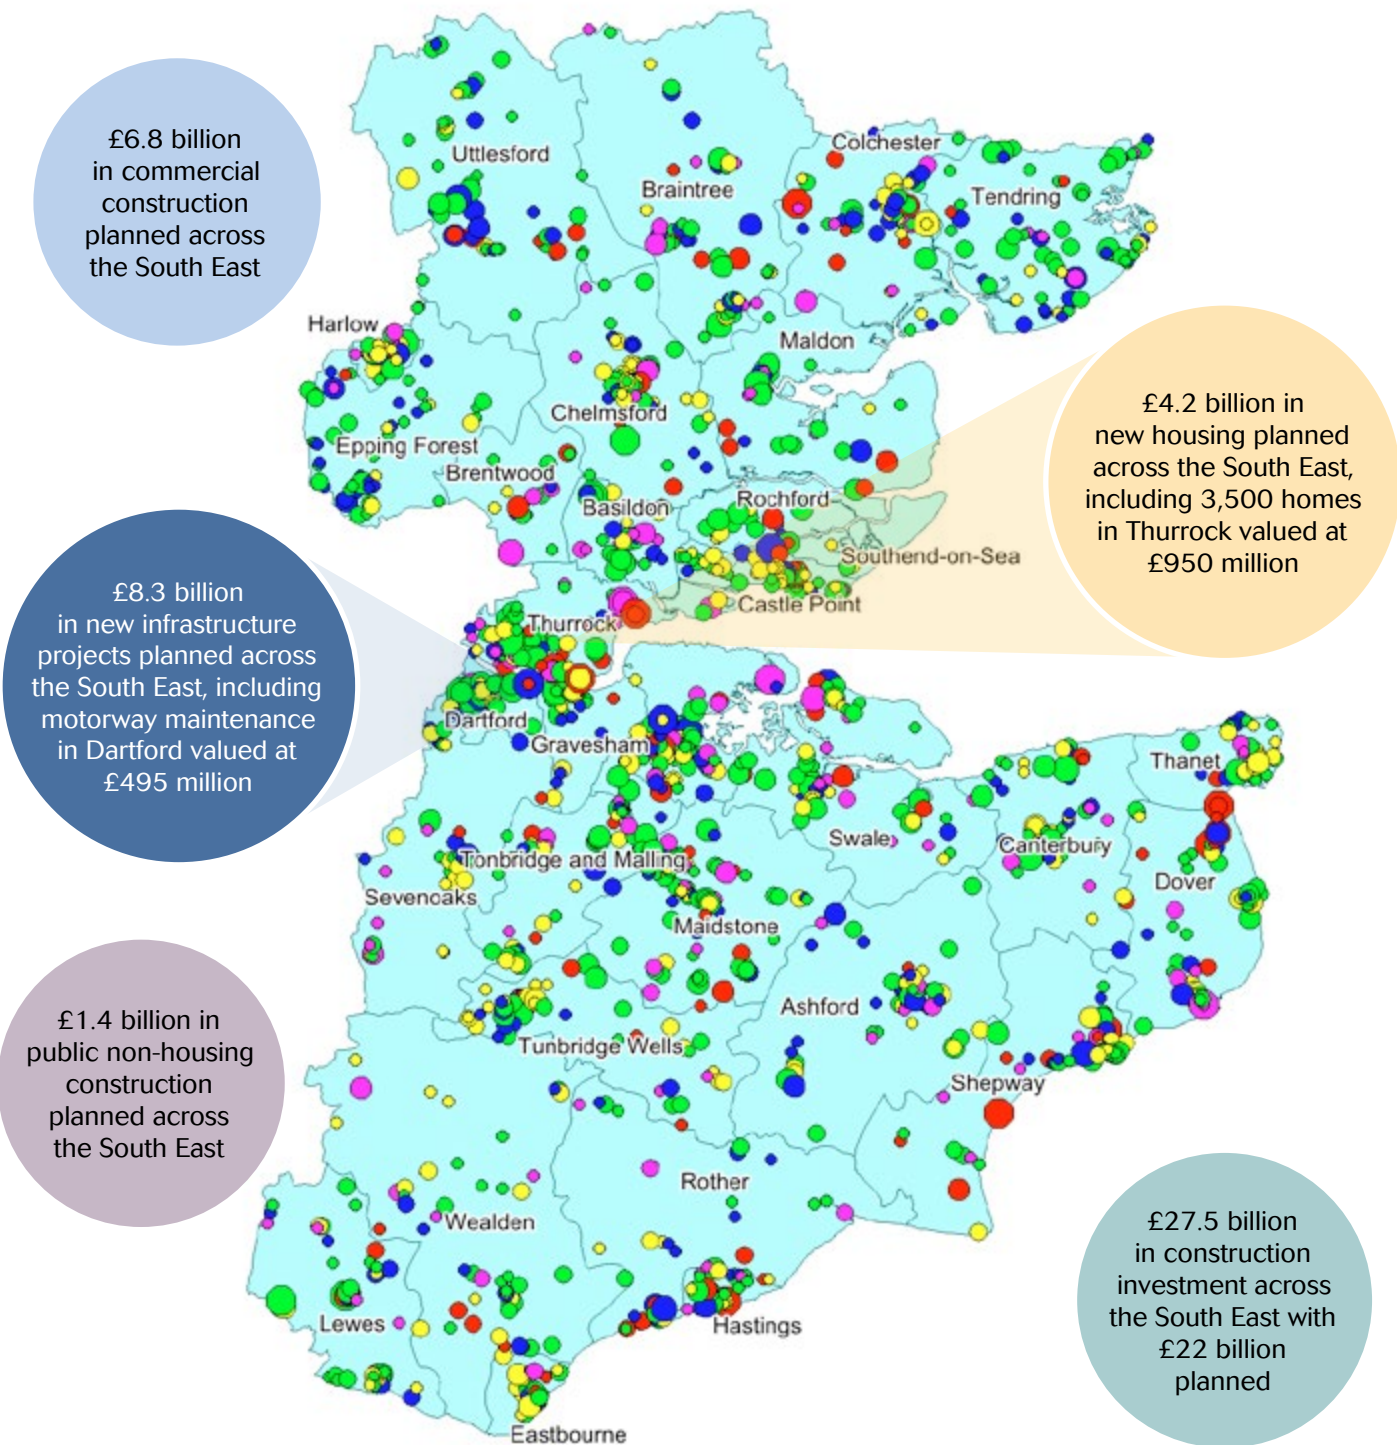 £6.8 billion
in commercial
construction
planned across
the South East
Uttlesford
Braintree
Colchester
Tendring
Harlow
Maldon
Chelmsford
Epping Forest
Brentwood
Basildon
Rochford
Southend-on-Sea
Castle Point
£4.2 billion in
new housing planned
across the South East,
including 3,500 homes
in Thurrock valued at
£950 million
£8.3 billion
in new infrastructure
projects planned across
the South East, including
motorway maintenance
in Dartford valued at
£495 million
Thurrock
Dartford
Gravesham
Thanet
Swale
Canterbury
Tonbridge and Malling
Dover
Sevenoaks
Maidstone
Ashford
£1.4 billion in
public non-housing
construction
planned across
the South East
Tunbridge Wells
Shepway
Rother
Wealden
Lewes
Hastings
Eastbourne
£27.5 billion
in construction
investment across
the South East with
£22 billion
planned